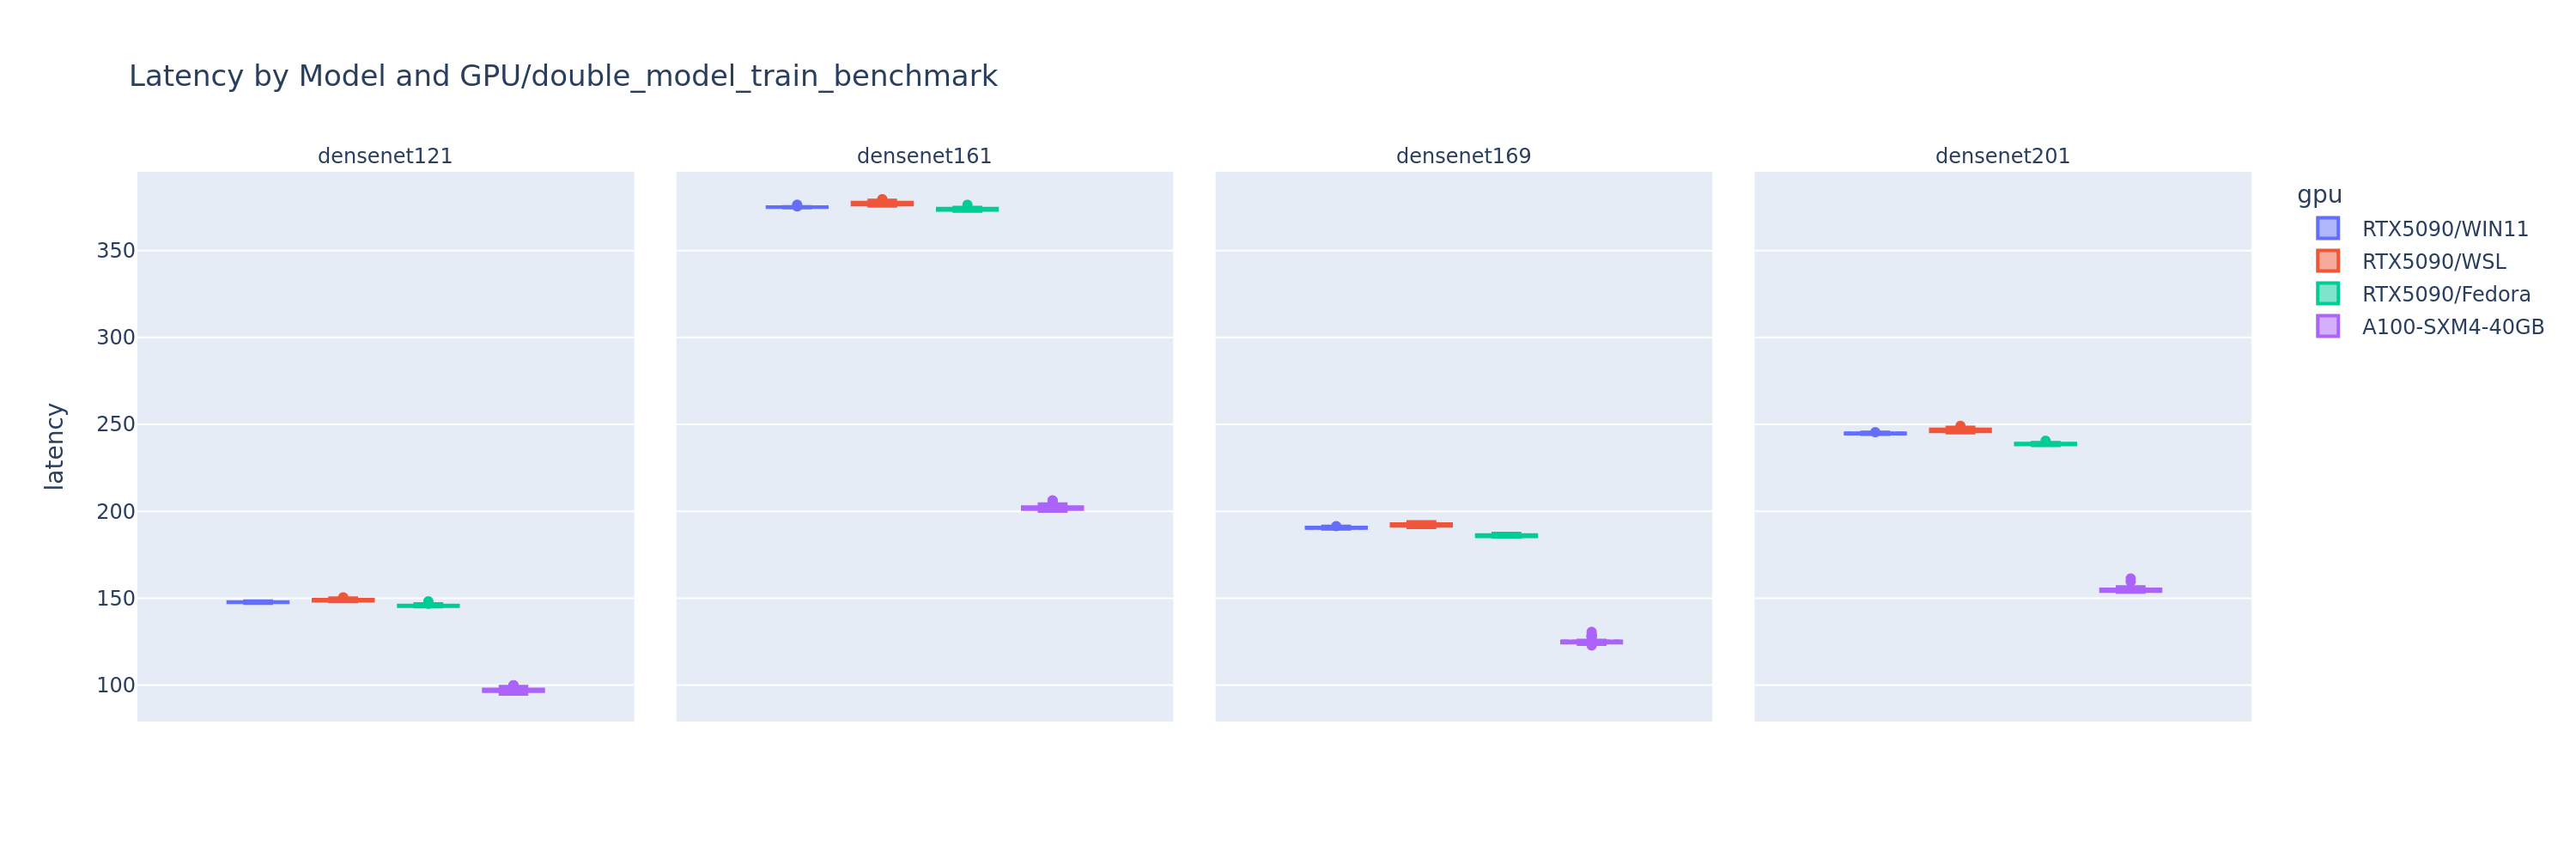 Latency by Model and GPU/double_model_train_benchmark
densenet121
densenet161
densenet169
densenet201
gpu
RTX5090/WIN11
RTX5090/WSL
RTX5090/Fedora
A100-SXM4-40GB
latency
350
300
250
200
150
100